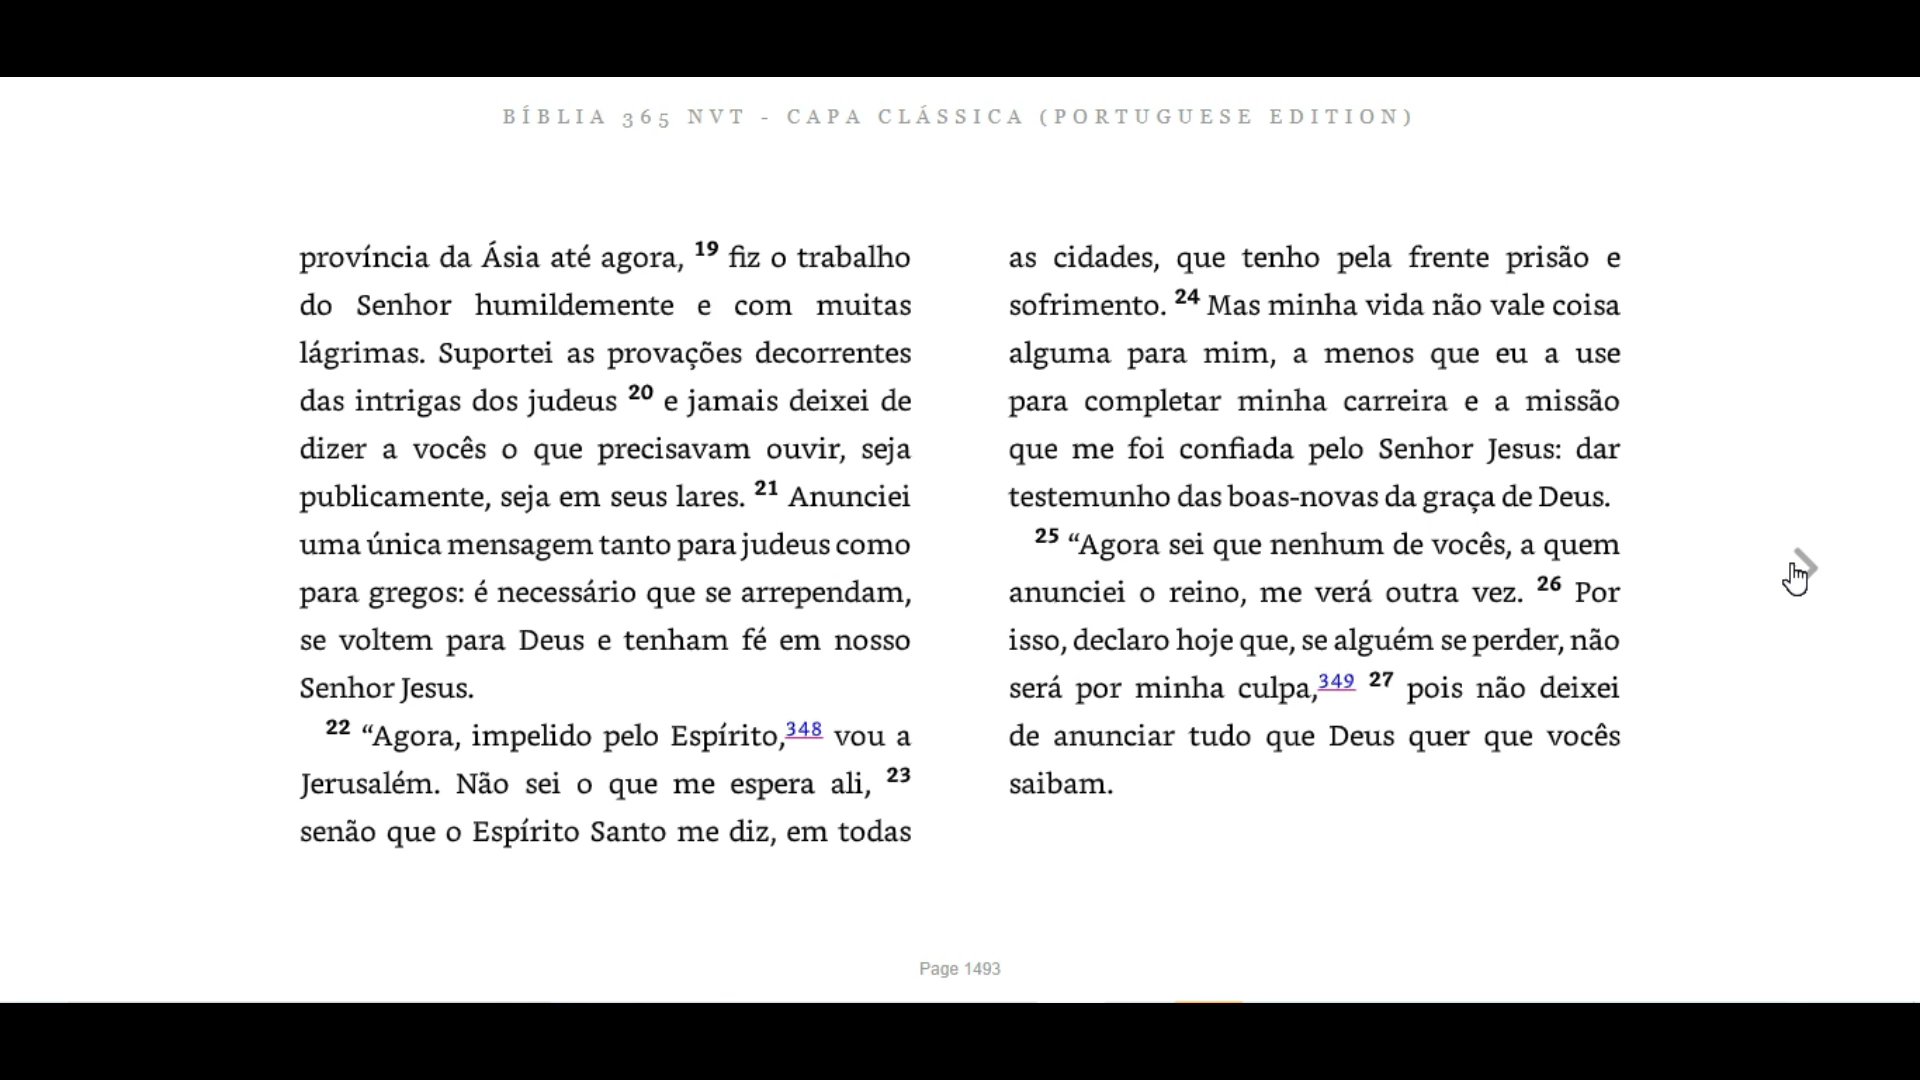 BÍBLIA 365 NVT - CAPA CLÁSSICA (PORTUGUESE EDITION)
província da Ásia até agora, 19 fiz o trabalho
do Senhor humildemente e com muitas
lágrimas. Suportei as provações decorrentes
das intrigas dos judeus 20 e jamais deixei de
dizer a vocês o que precisavam ouvir, seja
publicamente, seja em seus lares. 21 Anunciei
uma única mensagem tanto para judeus como
para gregos: é necessário que se arrependam,
se voltem para Deus e tenham fé em nosso
Senhor Jesus.
22 “Agora, impelido pelo Espírito,348 vou a
Jerusalém. Não sei o que me espera ali, 23
senão que o Espírito Santo me diz, em todas
as cidades, que tenho pela frente prisão e
sofrimento. 24 Mas minha vida não vale coisa
alguma para mim, a menos que eu a use
para completar minha carreira e a missão
que me foi confiada pelo Senhor Jesus: dar
testemunho das boas-novas da graça de Deus.
25 “Agora sei que nenhum de vocês, a quem
anunciei o reino, me verá outra vez. 26 Por
isso, declaro hoje que, se alguém se perder, não
será por minha culpa,349 27 pois não deixei
de anunciar tudo que Deus quer que vocês
saibam.
Page 1493